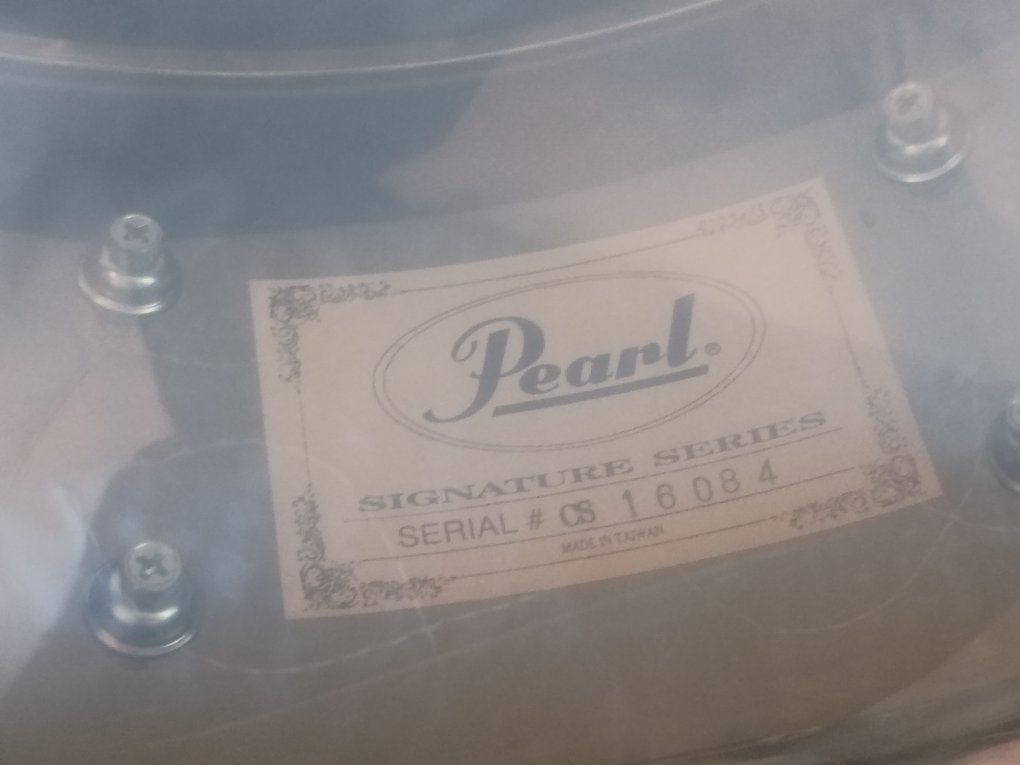 Pearl®
SIGNATURE SERIES
SERIAL # CS 16084
MADE IN TAIWAN